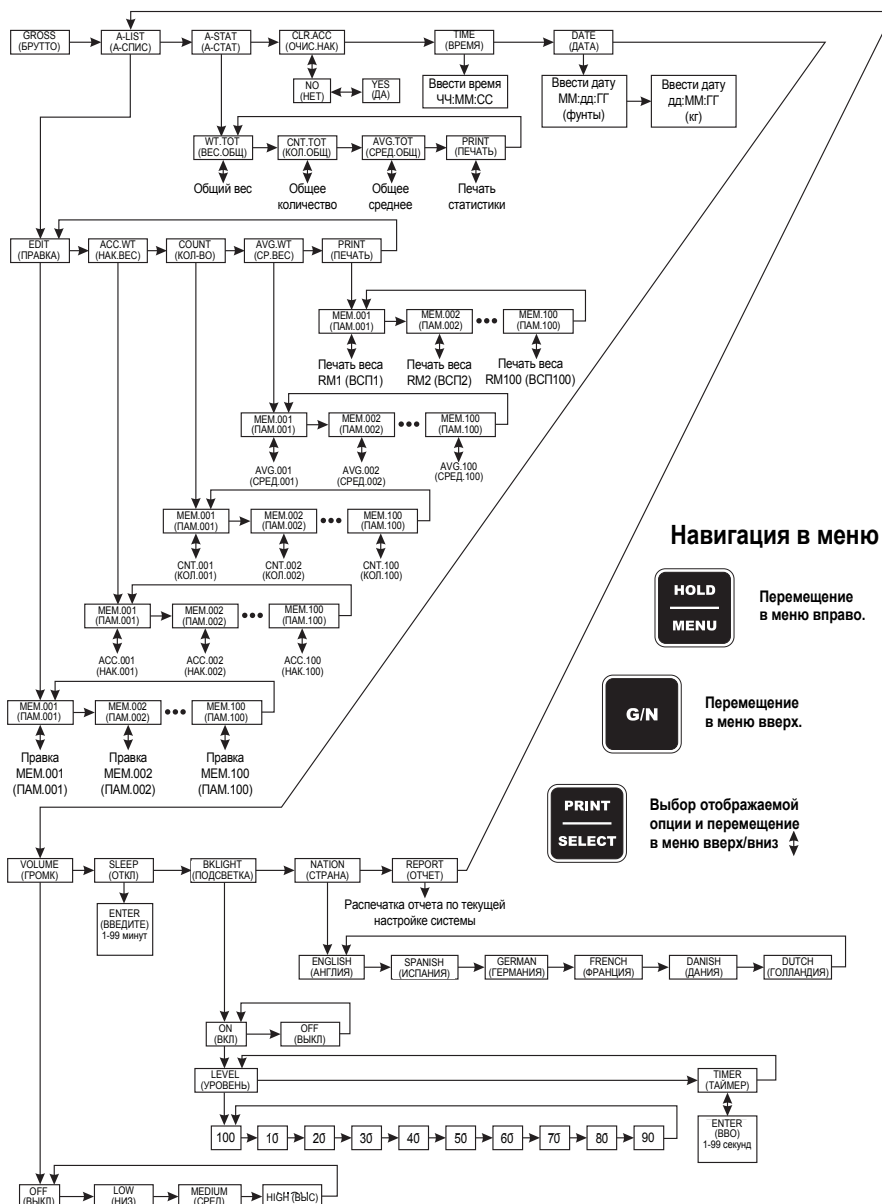 GROSS
(БРУТТО)
A-LIST
(А-СПИС)
A-STAT
(А-СТАТ)
CLR.ACC
(ОЧИС.НАК)
TIME
(ВРЕМЯ)
DATE
(ДАТА)
NO
(НЕТ)
YES
(ДА)
Ввести время
ЧЧ:ММ:СС
Ввести дату
ММ:дд:ГГ
(фунты)
Ввести дату
дд:ММ:ГГ
(кг)
WT.TOT
(ВЕС.ОБЩ)
CNT.TOT
(КОЛ.ОБЩ)
AVG.TOT
(СРЕД.ОБЩ)
PRINT
(ПЕЧАТЬ)
Общий вес
Общее
количество
Общее
среднее
Печать
статистики
EDIT
(ПРАВКА)
ACC.WT
(НАК.ВЕС)
COUNT
(КОЛ-ВО)
AVG.WT
(СР.ВЕС)
PRINT
(ПЕЧАТЬ)
MEM.001
(ПАМ.001)
MEM.002
(ПАМ.002)
•••
MEM.100
(ПАМ.100)
Печать веса
RM1 (ВСП1)
Печать веса
RM2 (ВСП2)
Печать веса
RM100 (ВСП100)
MEM.001
(ПАМ.001)
MEM.002
(ПАМ.002)
•••
MEM.100
(ПАМ.100)
AVG.001
(СРЕД.001)
AVG.002
(СРЕД.002)
AVG.100
(СРЕД.100)
MEM.001
(ПАМ.001)
MEM.002
(ПАМ.002)
•••
MEM.100
(ПАМ.100)
CNT.001
(КОЛ.001)
CNT.002
(КОЛ.002)
CNT.100
(КОЛ.100)
MEM.001
(ПАМ.001)
MEM.002
(ПАМ.002)
•••
MEM.100
(ПАМ.100)
ACC.001
(НАК.001)
ACC.002
(НАК.002)
ACC.100
(НАК.100)
MEM.001
(ПАМ.001)
MEM.002
(ПАМ.002)
•••
MEM.100
(ПАМ.100)
Правка
MEM.001
(ПАМ.001)
Правка
MEM.002
(ПАМ.002)
Правка
MEM.100
(ПАМ.100)
Навигация в меню
HOLD
MENU
Перемещение
в меню вправо.
G/N
Перемещение
в меню вверх.
PRINT
SELECT
Выбор отображаемой
опции и перемещение
в меню вверх/вниз
VOLUME
(ГРОМК)
SLEEP
(ОТКЛ)
BKLIGHT
(ПОДСВЕТКА)
NATION
(СТРАНА)
REPORT
(ОТЧЕТ)
ENTER
(ВВЕДИТЕ)
1-99 минут
Распечатка отчета по текущей
настройке системы
ENGLISH
(АНГЛИЯ)
SPANISH
(ИСПАНИЯ)
GERMAN
(ГЕРМАНИЯ)
FRENCH
(ФРАНЦИЯ)
DANISH
(ДАНИЯ)
DUTCH
(ГОЛЛАНДИЯ)
ON
(ВКЛ)
OFF
(ВЫКЛ)
LEVEL
(УРОВЕНЬ)
TIMER
(ТАЙМЕР)
100
10
20
30
40
50
60
70
80
90
ENTER
(ВВО)
1-99 секунд
OFF
(ВЫКЛ)
LOW
(НИЗ)
MEDIUM
(СРЕД)
HIGH (ВЫС)